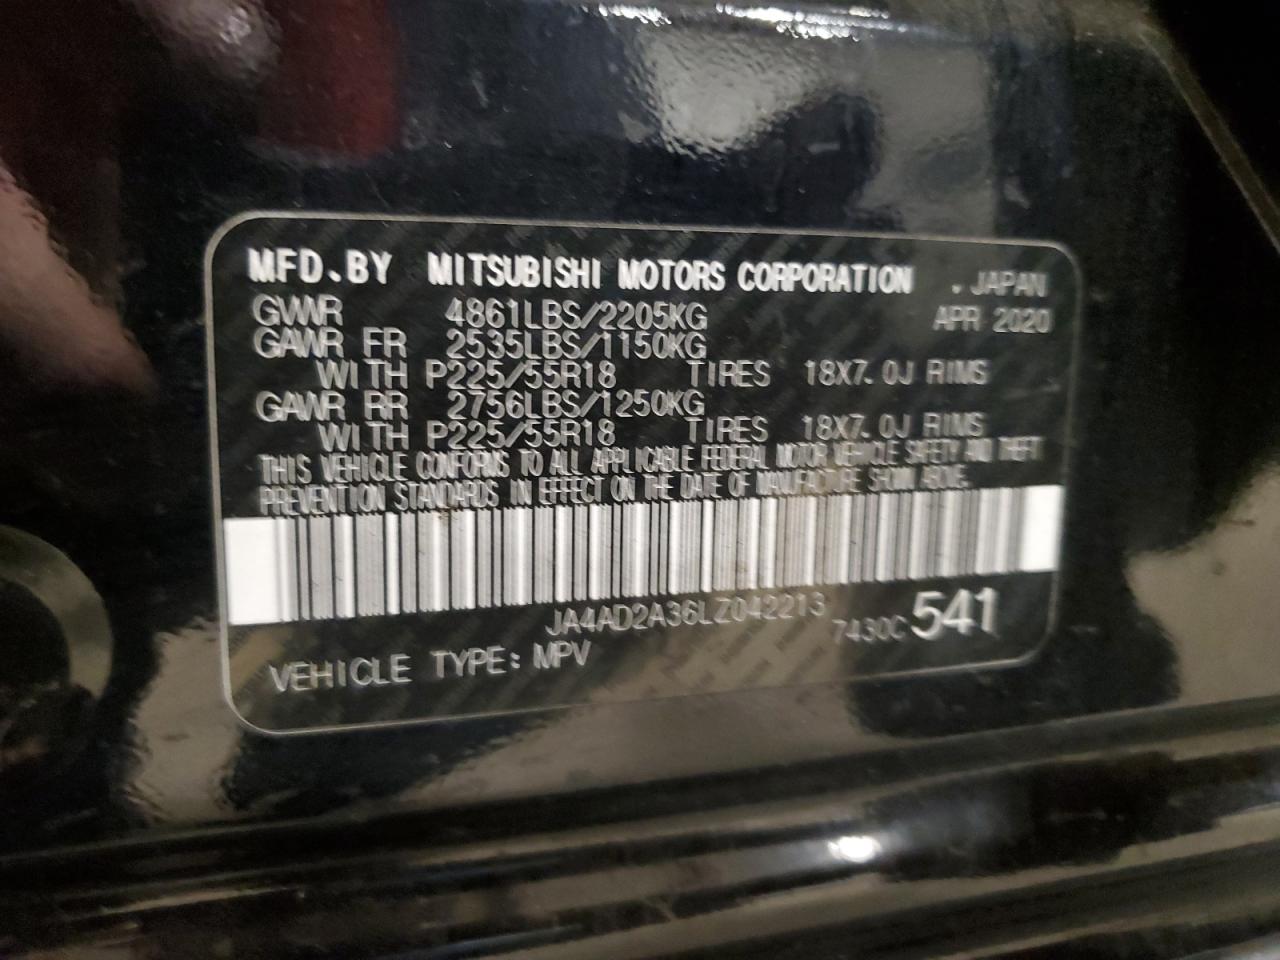 MFD.BY MITSUBISHI MOTORS CORPORATION . JAPAN
GVWR 4861LBS/2205KG APR 2020
GAWR FR 2535LBS/1150KG
WITH P225/55R18 TIRES 18X7.0J RIMS
GAWR RR 2756LBS/1250KG
WITH P225/55R18 TIRES 18X7.0J RIMS
THIS VEHICLE CONFORMS TO ALL APPLICABLE FEDERAL MOTOR VEHICLE SAFETY AND THEFT
PREVENTION STANDARDS IN EFFECT ON THE DATE OF MANUFACTURE SHOWN ABOVE.
JA4AD2A36LZ042213
7430C541
VEHICLE TYPE: MPV